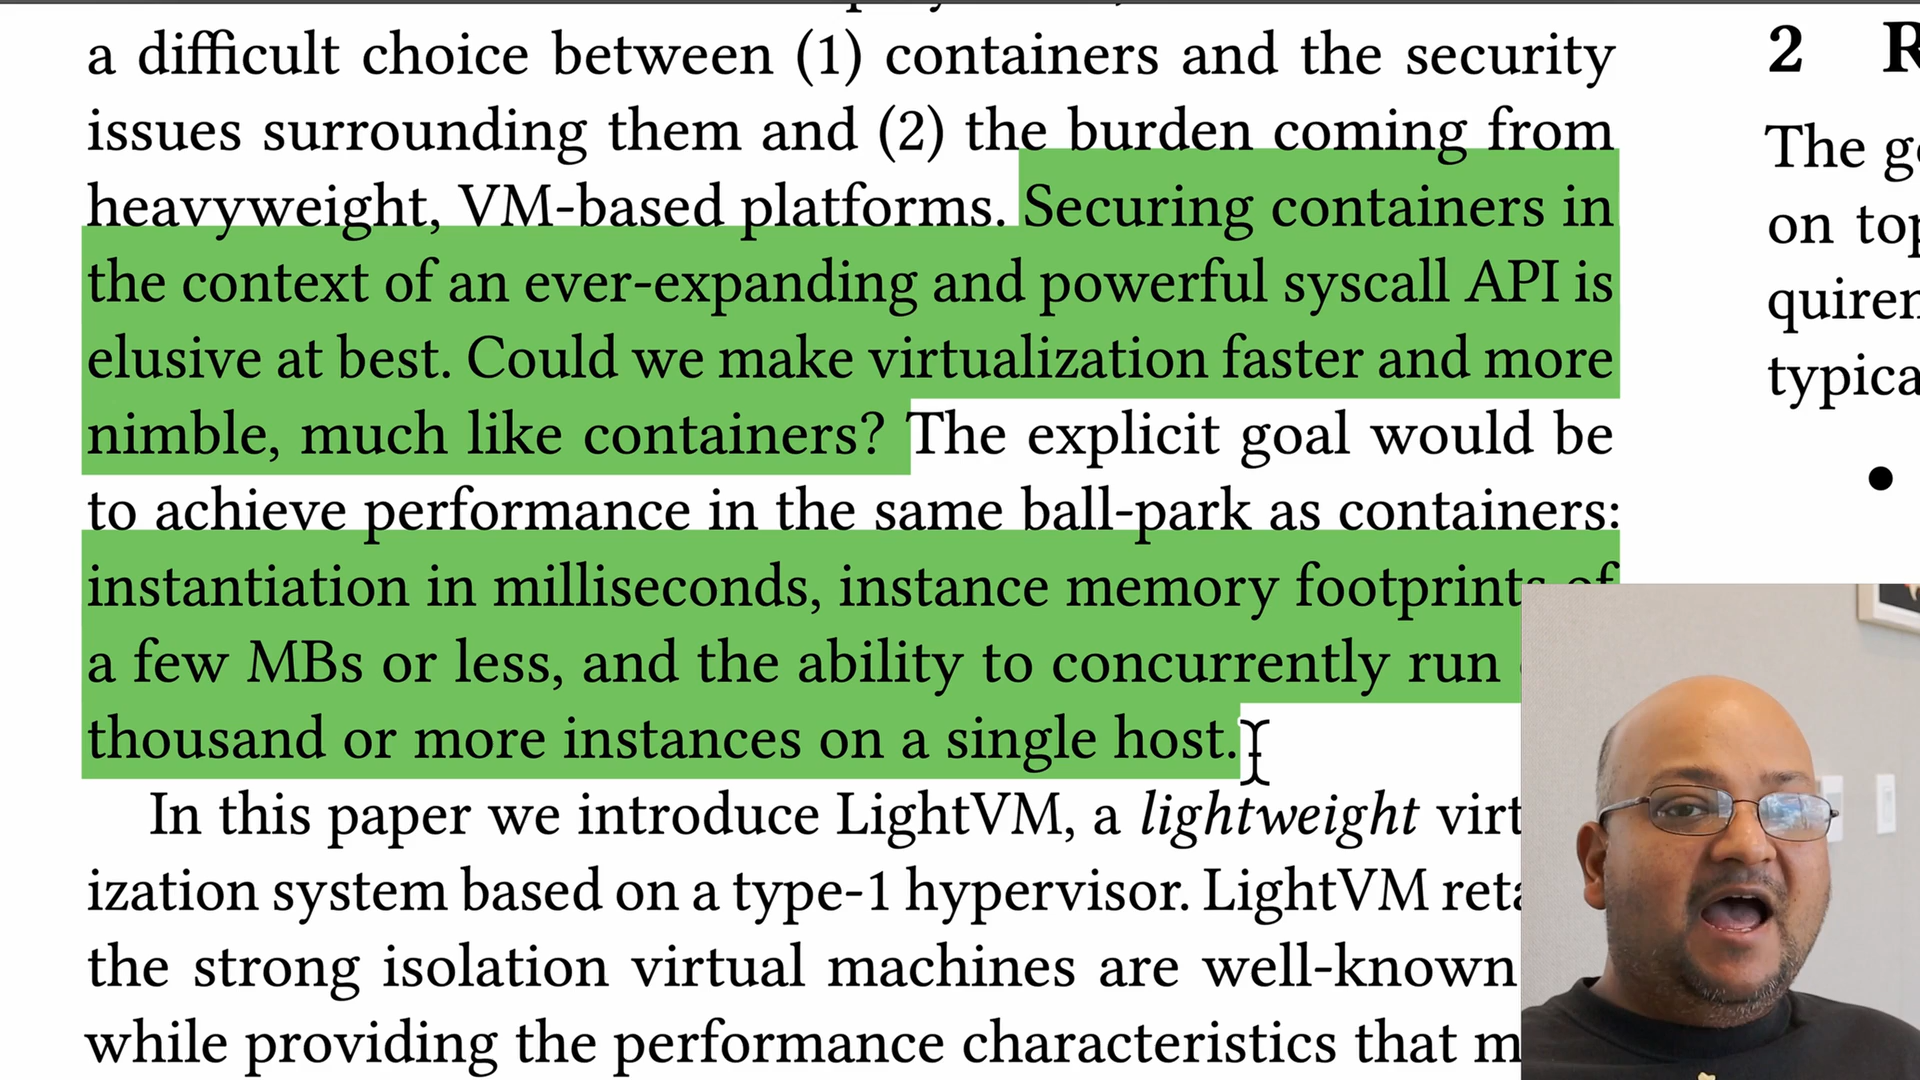 a difficult choice between (1) containers and the security
issues surrounding them and (2) the burden coming from
heavyweight, VM-based platforms. Securing containers in
the context of an ever-expanding and powerful syscall API is
elusive at best. Could we make virtualization faster and more
nimble, much like containers? The explicit goal would be
to achieve performance in the same ball-park as containers:
instantiation in milliseconds, instance memory footprints of
a few MBs or less, and the ability to concurrently run
thousand or more instances on a single host.
In this paper we introduce LightVM, a lightweight virt
ization system based on a type-1 hypervisor. LightVM reta
the strong isolation virtual machines are well-known
while providing the performance characteristics that m
2 R
The g
on top
quirem
typica
•